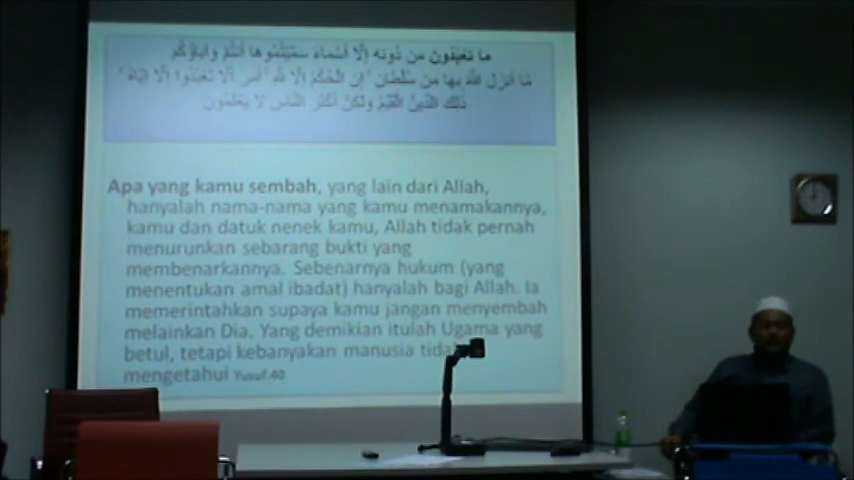 ما تعبدون من دونه إلا أسماء سميتموها أنتم وآباؤكم
ما أنزل الله بها من سلطان إن الحكم إلا لله أمر ألا تعبدوا إلا إياه
ذلك الدين القيم ولكن أكثر الناس لا يعلمون
Apa yang kamu sembah, yang lain dari Allah,
hanyalah nama-nama yang kamu menamakannya,
kamu dan datuk nenek kamu, Allah tidak pernah
menurunkan sebarang bukti yang
membenarkannya. Sebenarnya hukum (yang
menentukan amal ibadat) hanyalah bagi Allah. Ia
memerintahkan supaya kamu jangan menyembah
melainkan Dia. Yang demikian itulah Ugama yang
betul, tetapi kebanyakan manusia tida
mengetahui Yusuf:40